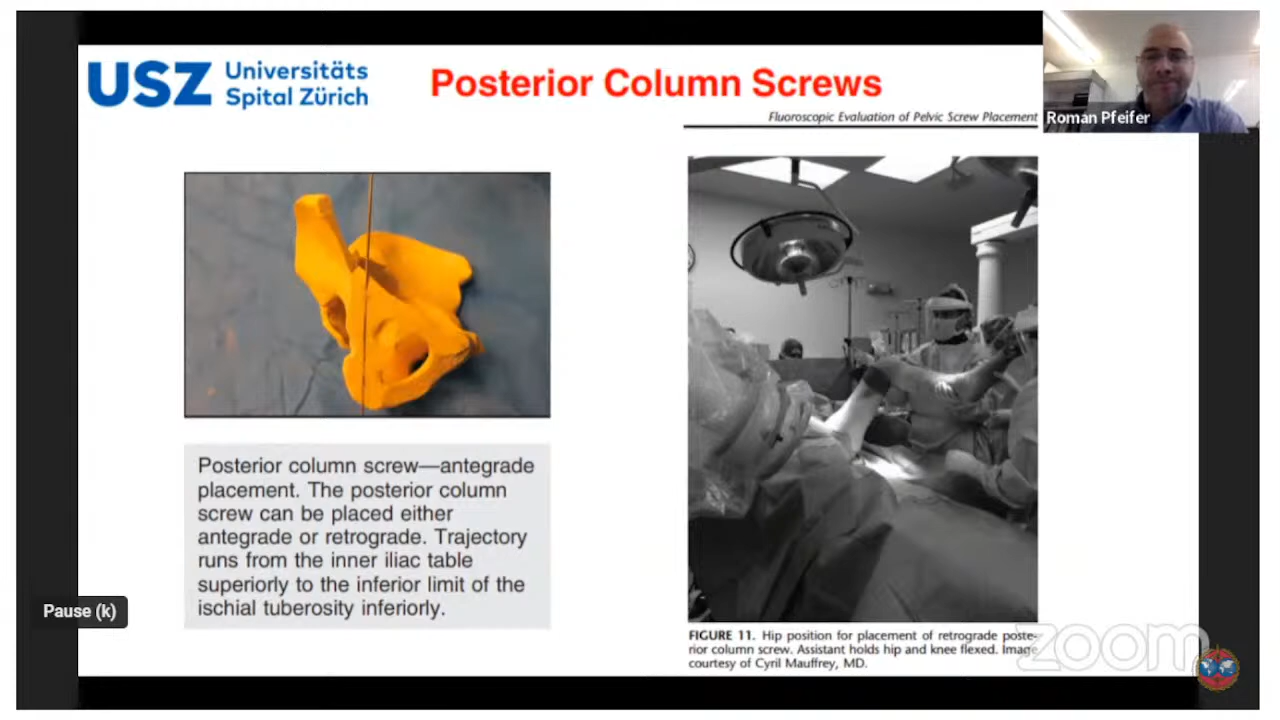 USZ Universitäts
Spital Zürich
Posterior Column Screws
Fluoroscopic Evaluation of Pelvic Screw Placement
Roman Pfeifer
Posterior column screw—antegrade
placement. The posterior column
screw can be placed either
antegrade or retrograde. Trajectory
runs from the inner iliac table
superiorly to the inferior limit of the
ischial tuberosity inferiorly.
Pause (k)
FIGURE 11. Hip position for placement of retrograde poste-
rior column screw. Assistant holds hip and knee flexed. Image
courtesy of Cyril Mauffrey, MD.
zoom